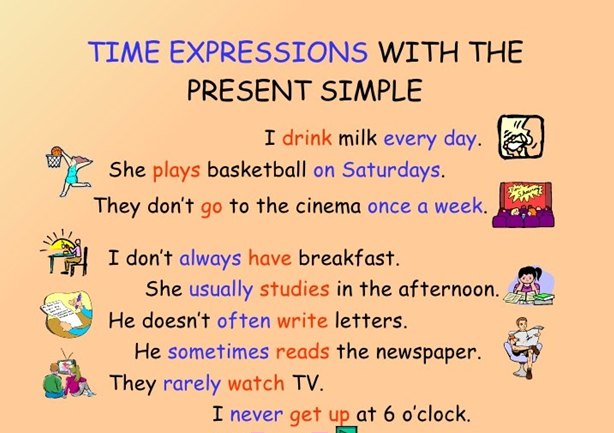 TIME EXPRESSIONS WITH THE
PRESENT SIMPLE
I drink milk every day.
She plays basketball on Saturdays.
They don't go to the cinema once a week.
I don't always have breakfast.
She usually studies in the afternoon.
He doesn't often write letters.
He sometimes reads the newspaper.
They rarely watch TV.
I never get up at 6 o'clock.